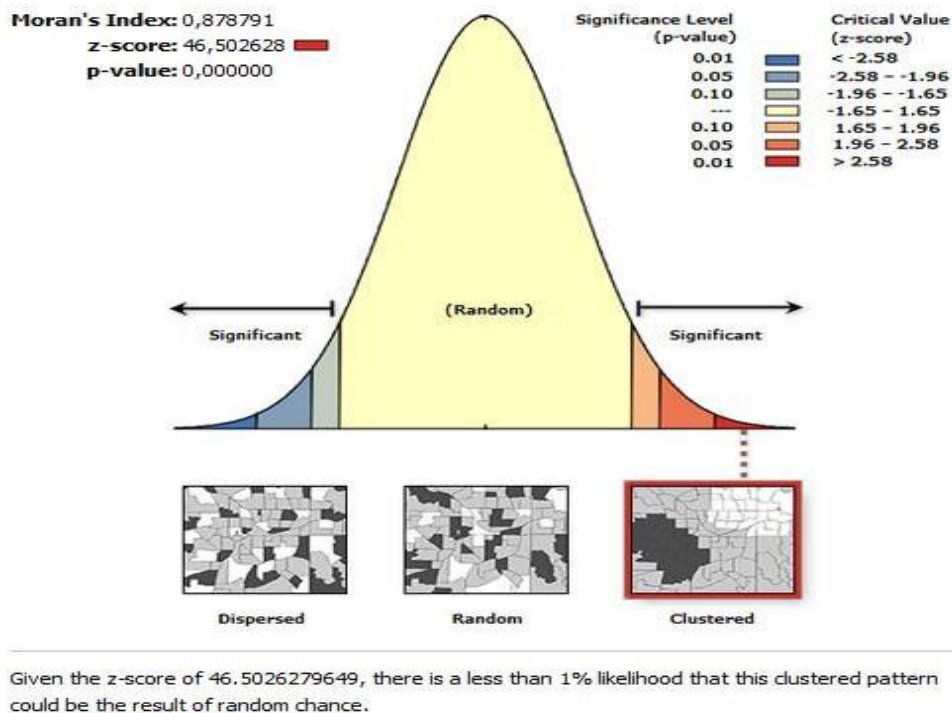 Moran's Index: 0,878791
z-score: 46,502628
p-value: 0,000000
Significance Level
(p-value)
Critical Value
(z-score)
0.01 < -2.58
0.05 -2.58 – -1.96
0.10 -1.96 – -1.65
--- -1.65 – 1.65
0.10 1.65 – 1.96
0.05 1.96 – 2.58
0.01 > 2.58
Significant
(Random)
Significant
Dispersed
Random
Clustered
Given the z-score of 46.5026279649, there is a less than 1% likelihood that this clustered pattern
could be the result of random chance.